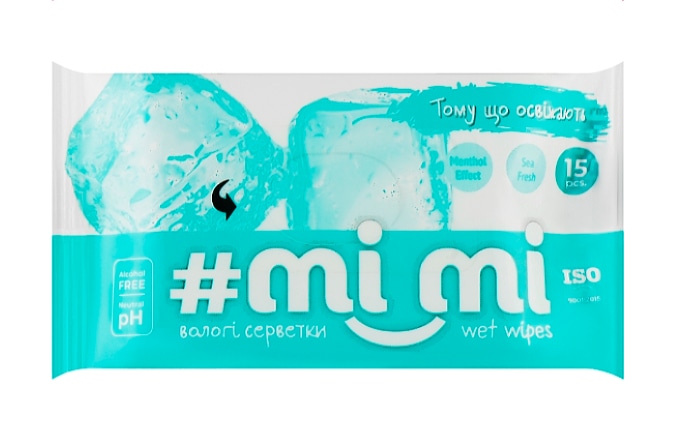 Тому що освіжають
Menthol
Effect
Sea
Fresh
15
pcs.
#mi mi
вологі серветки
wet wipes
Alcohol
FREE
Neutral
pH
ISO